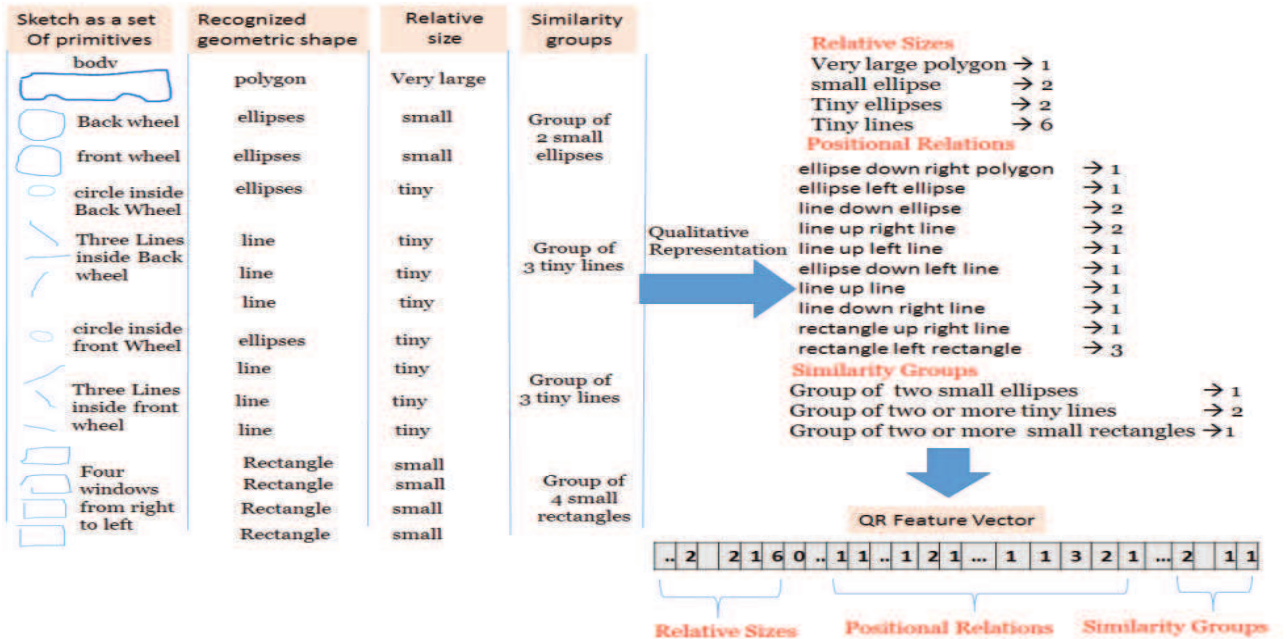 Sketch as a set
Of primitives
Recognized
geometric shape
Relative
size
Similarity
groups
body
polygon
Very large
Back wheel
ellipses
small
Group of
2 small
ellipses
front wheel
ellipses
small
circle inside
Back Wheel
ellipses
tiny
Three Lines
inside Back
wheel
line
tiny
line
tiny
line
tiny
Group of
3 tiny lines
circle inside
front Wheel
ellipses
tiny
Three Lines
inside front
wheel
line
tiny
line
tiny
line
tiny
Group of
3 tiny lines
Four
windows
from right
to left
Rectangle
small
Rectangle
small
Rectangle
small
Rectangle
small
Group of
4 small
rectangles
Qualitative
Representation
Relative Sizes
Very large polygon → 1
small ellipse → 2
Tiny ellipses → 2
Tiny lines → 6
Positional Relations
ellipse down right polygon → 1
ellipse left ellipse → 1
line down ellipse → 2
line up right line → 2
line up left line → 1
ellipse down left line → 1
line up line → 1
line down right line → 1
rectangle up right line → 1
rectangle left rectangle → 3
Similarity Groups
Group of two small ellipses → 1
Group of two or more tiny lines → 2
Group of two or more small rectangles → 1
QR Feature Vector
.. 2 2 1 6 0 .. 1 1 .. 1 2 1 ... 1 1 3 2 1 ... 2 1 1
Relative Sizes
Positional Relations
Similarity Groups